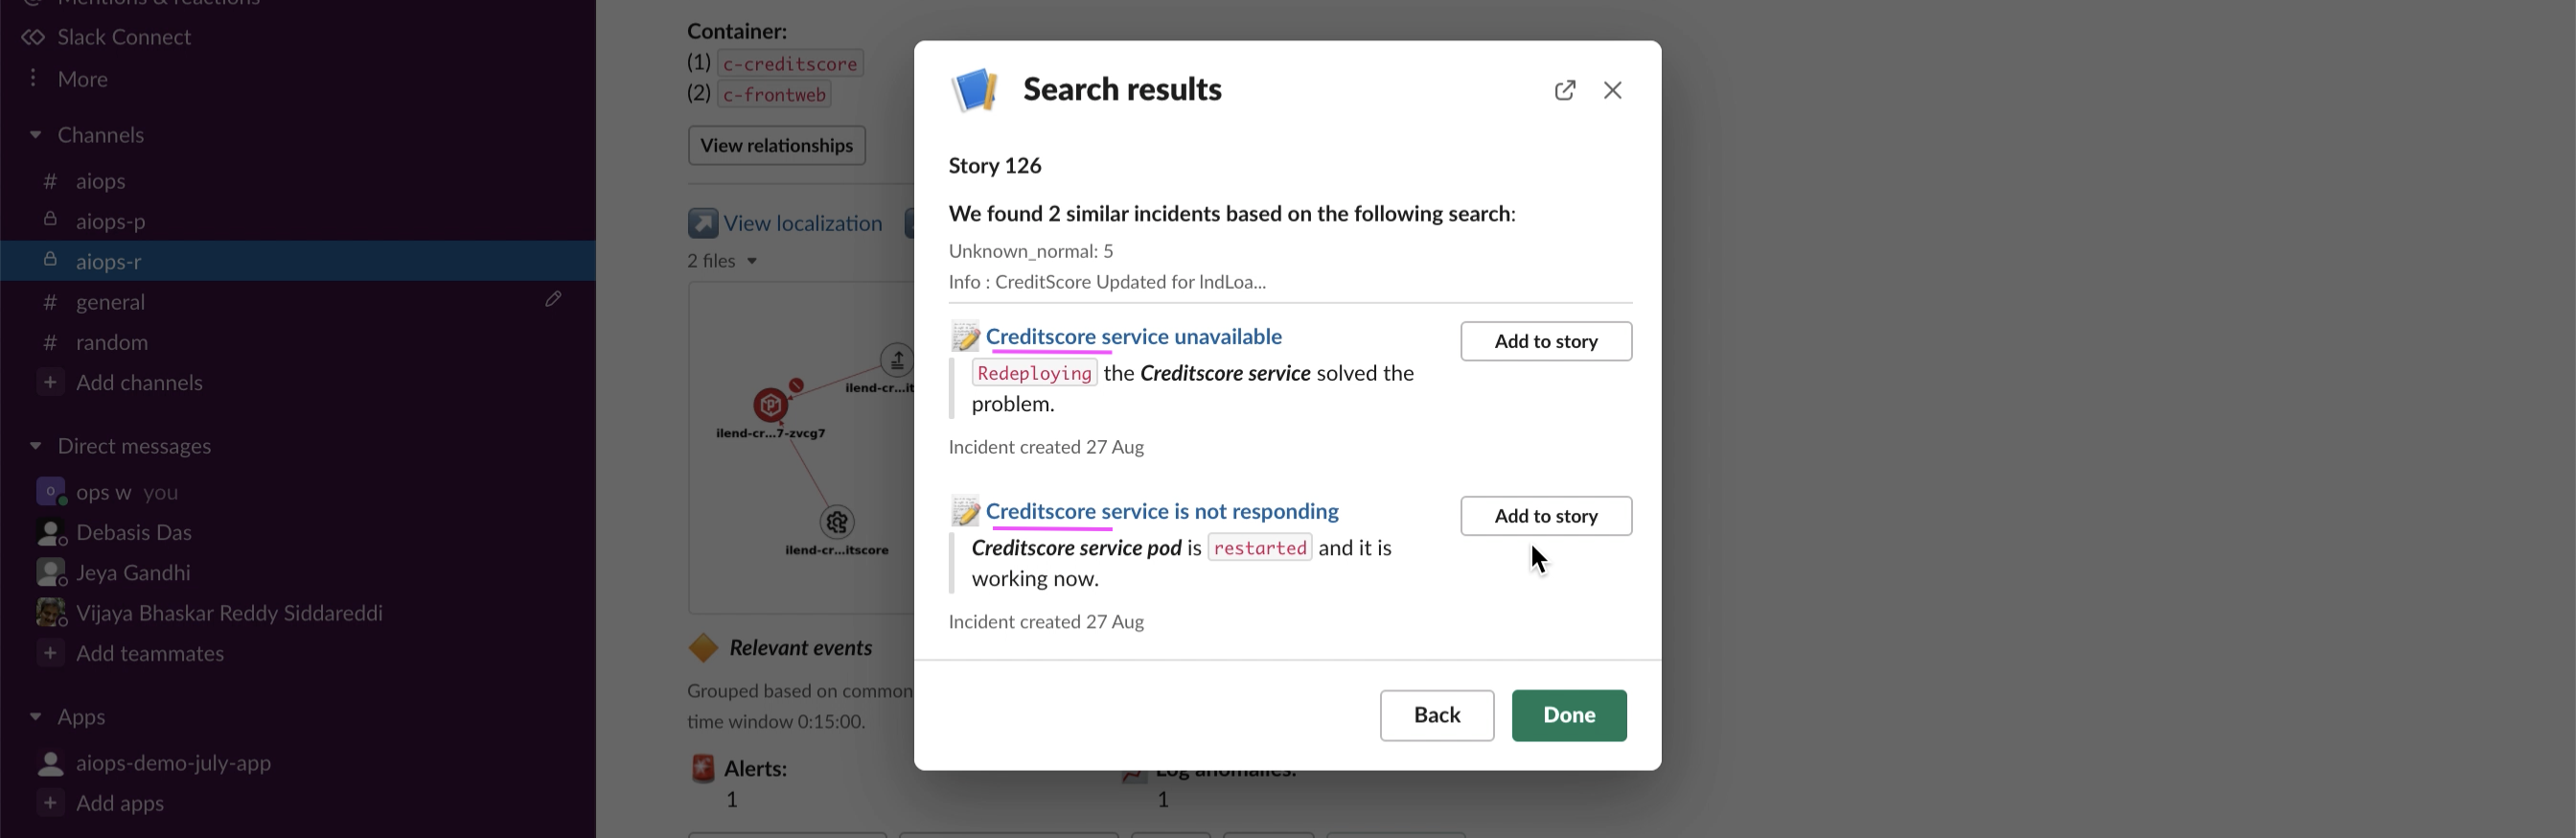 Mentions & reactions
Slack Connect
More
Channels
# aiops
aiops-p
aiops-r
# general
# random
+ Add channels
Direct messages
o ops w you
Debasis Das
Jeya Gandhi
Vijaya Bhaskar Reddy Siddareddi
+ Add teammates
Apps
aiops-demo-july-app
+ Add apps
Container:
(1) c-creditscore
(2) c-frontweb
View relationships
View localization
2 files
ilend-cr...it
ilend-cr...7-zvcg7
ilend-cr...itscore
Relevant events
Grouped based on common
time window 0:15:00.
Alerts:
1
Log anomalies:
1
Search results
Story 126
We found 2 similar incidents based on the following search:
Unknown_normal: 5
Info : CreditScore Updated for IndLoa...
Creditscore service unavailable
Add to story
Redeploying the Creditscore service solved the
problem.
Incident created 27 Aug
Creditscore service is not responding
Add to story
Creditscore service pod is restarted and it is
working now.
Incident created 27 Aug
Back
Done